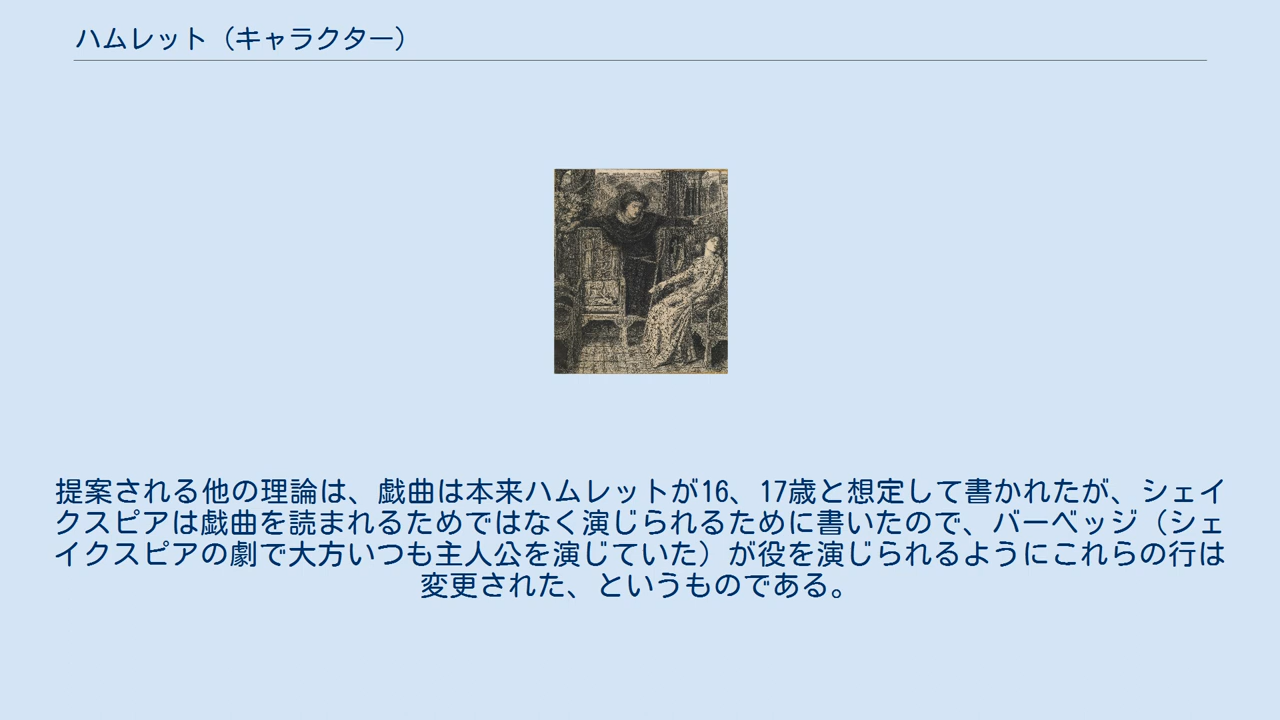 ハムレット（キャラクター）
提案される他の理論は、戯曲は本来ハムレットが16、17歳と想定して書かれたが、シェイ
クスピアは戯曲を読まれるためではなく演じられるために書いたので、バーベッジ（シェ
イクスピアの劇で大方いつも主人公を演じていた）が役を演じられるようにこれらの行は
変更された、というものである。